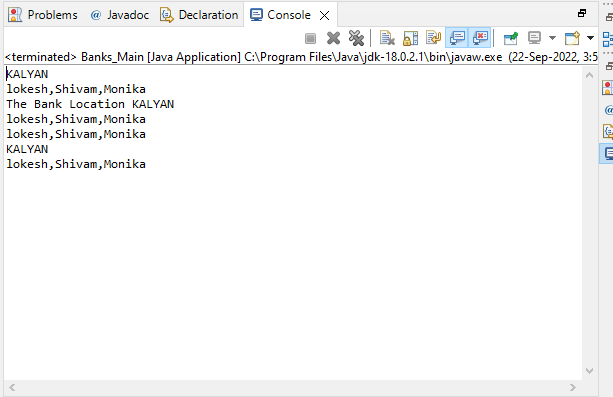 Problems @ Javadoc Declaration Console
<terminated> Banks_Main [Java Application] C:\Program Files\Java\jdk-18.0.2.1\bin\javaw.exe (22-Sep-2022, 3:5
KALYAN
lokesh,Shivam,Monika
The Bank Location KALYAN
lokesh,Shivam,Monika
lokesh,Shivam,Monika
KALYAN
lokesh,Shivam,Monika